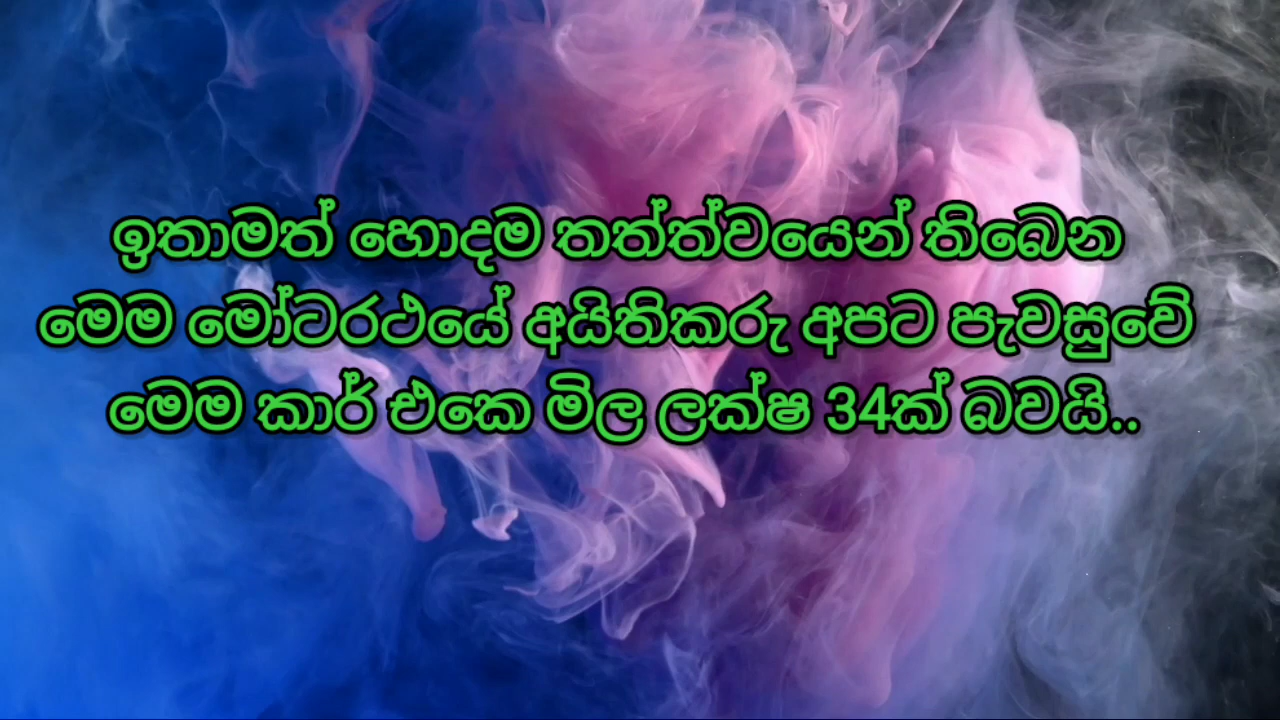 ඉතාමත් හොදම තත්ත්වයෙන් තිබෙන
මෙම මෝටරථයේ අයිතිකරු අපට පැවසුවේ
මෙම කාර් එකෙ මිල ලක්ෂ 34ක් බවයි..